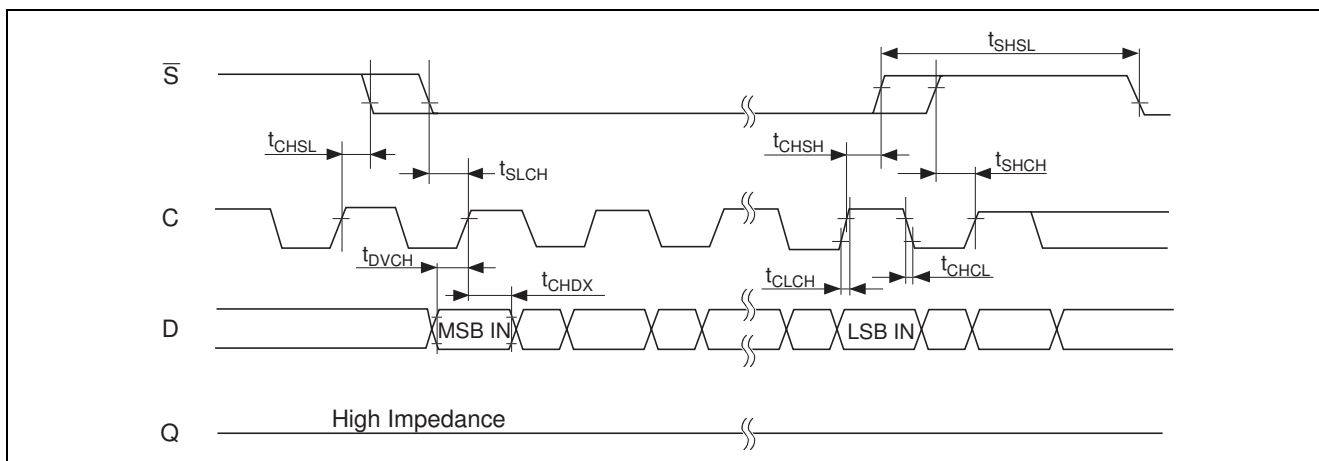 S̅
tSHSL
tCHSL
tSLCH
tCHSH
tSHCH
C
tDVCH
tCHDX
tCLCH
tCHCL
D
MSB IN
LSB IN
High Impedance
Q